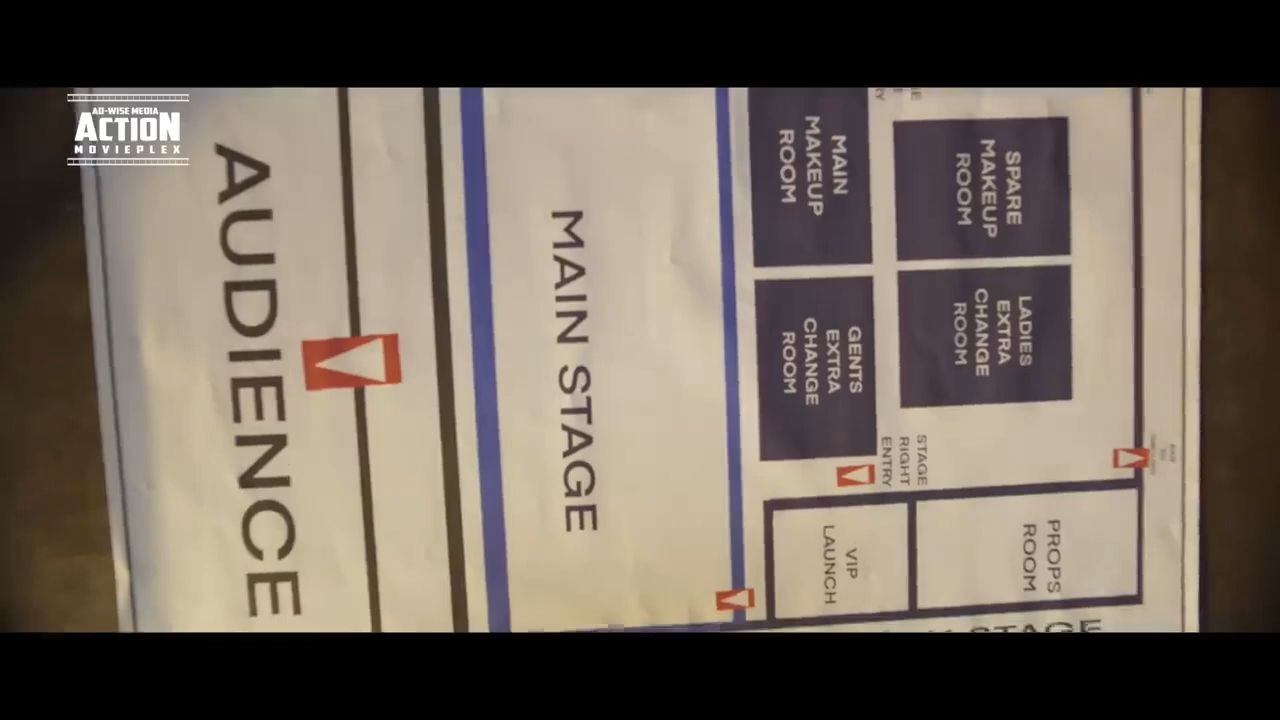 AD-WISE MEDIA
ACTION
MOVIEPLEX
AUDIENCE
MAIN STAGE
MAIN
MAKEUP
ROOM
SPARE
MAKEUP
ROOM
GENTS
EXTRA
CHANGE
ROOM
LADIES
EXTRA
CHANGE
ROOM
STAGE
RIGHT
ENTRY
VIP
LAUNCH
PROPS
ROOM
STAGE